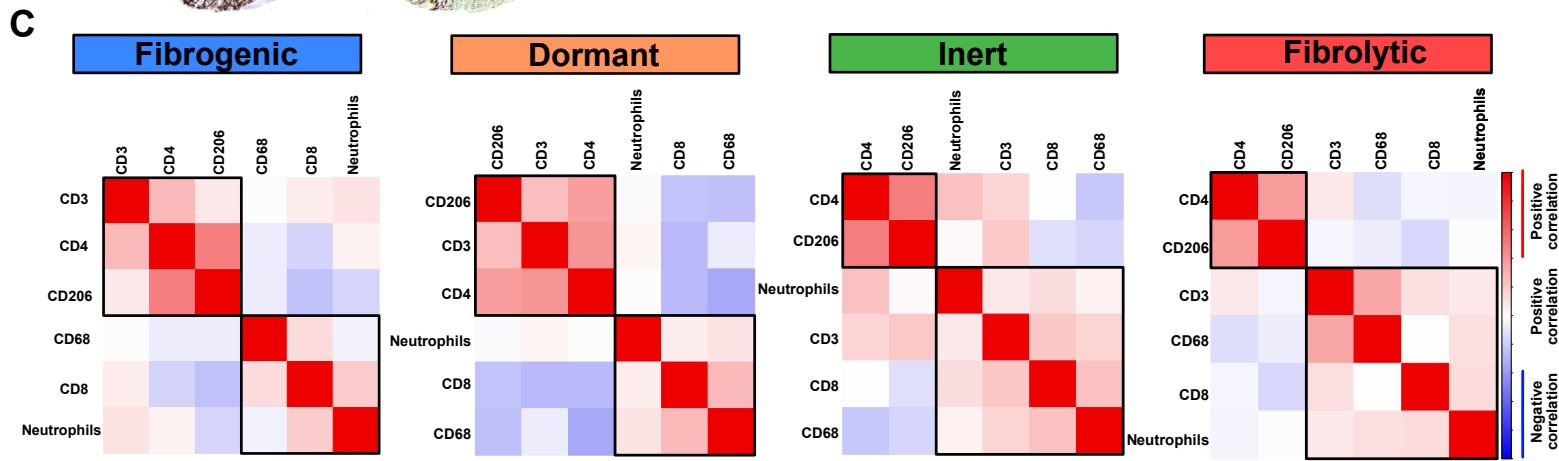 C
Fibrogenic
Dormant
Inert
Fibrolytic
CD3
CD4
CD206
CD68
CD8
Neutrophils
CD3
CD4
CD206
CD68
CD8
Neutrophils
CD206
CD3
CD4
Neutrophils
CD8
CD68
CD206
CD3
CD4
Neutrophils
CD8
CD68
CD4
CD206
Neutrophils
CD3
CD8
CD68
CD4
CD206
Neutrophils
CD3
CD8
CD68
CD4
CD206
CD3
CD68
CD8
Neutrophils
CD4
CD206
CD3
CD68
CD8
Neutrophils
Positive
correlation
Positive
correlation
Negative
correlation